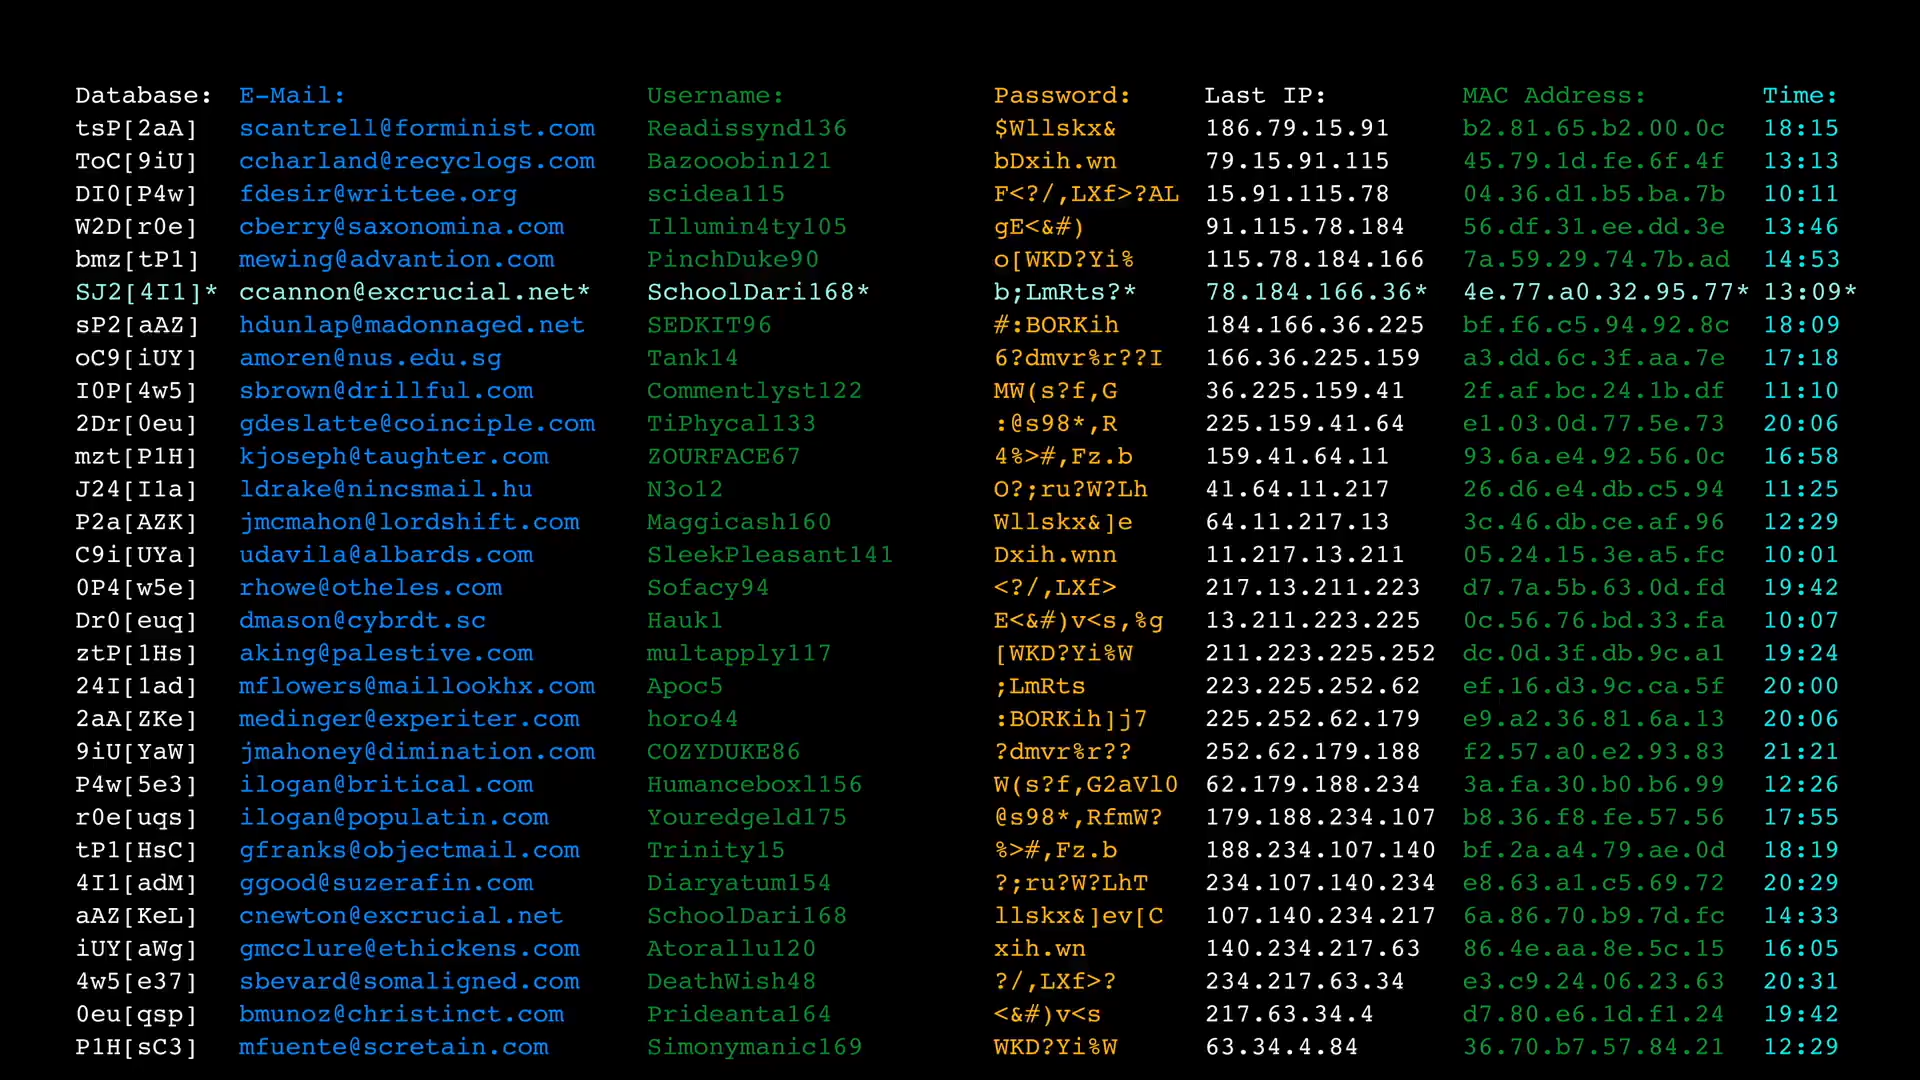 Database: E-Mail: Username: Password: Last IP: MAC Address: Time:
tsP[2aA] scantrell@forminist.com Readissynd136 $Wllskx& 186.79.15.91 b2.81.65.b2.00.0c 18:15
ToC[9iU] ccharland@recyclogs.com Bazooobin121 bDxih.wn 79.15.91.115 45.79.1d.fe.6f.4f 13:13
DI0[P4w] fdesir@writtee.org scidea115 F<?/,LXf>?AL 15.91.115.78 04.36.d1.b5.ba.7b 10:11
W2D[r0e] cberry@saxonomina.com Illumin4ty105 gE<&#) 91.115.78.184 56.df.31.ee.dd.3e 13:46
bmz[tP1] mewing@advantion.com PinchDuke90 o[WKD?Yi% 115.78.184.166 7a.59.29.74.7b.ad 14:53
SJ2[4I1]* ccannon@excrucial.net* SchoolDari168* b;LmRts?* 78.184.166.36* 4e.77.a0.32.95.77* 13:09*
sP2[aAZ] hdunlap@madonnaged.net SEDKIT96 #:BORKih 184.166.36.225 bf.f6.c5.94.92.8c 18:09
oC9[iUY] amoren@nus.edu.sg Tank14 6?dmvr%r??I 166.36.225.159 a3.dd.6c.3f.aa.7e 17:18
I0P[4w5] sbrown@drillful.com Commentlyst122 MW(s?f,G 36.225.159.41 2f.af.bc.24.1b.df 11:10
2Dr[0eu] gdeslatte@coinciple.com TiPhycal133 :@s98*,R 225.159.41.64 e1.03.0d.77.5e.73 20:06
mzt[P1H] kjoseph@taughter.com ZOURFACE67 4%>#,Fz.b 159.41.64.11 93.6a.e4.92.56.0c 16:58
J24[I1a] ldrake@nincsmail.hu N3o12 O?;ru?W?Lh 41.64.11.217 26.d6.e4.db.c5.94 11:25
P2a[AZK] jmcmahon@lordshift.com Maggicash160 Wllskx&]e 64.11.217.13 3c.46.db.ce.af.96 12:29
C9i[UYa] udavila@albards.com SleekPleasant141 Dxih.wnn 11.217.13.211 05.24.15.3e.a5.fc 10:01
0P4[w5e] rhowe@otheles.com Sofacy94 <?/,LXf> 217.13.211.223 d7.7a.5b.63.0d.fd 19:42
Dr0[euq] dmason@cybrdt.sc Hauk1 E<&#)v<s,%g 13.211.223.225 0c.56.76.bd.33.fa 10:07
ztP[1Hs] aking@palestive.com multapply117 [WKD?Yi%W 211.223.225.252 dc.0d.3f.db.9c.a1 19:24
24I[1ad] mflowers@maillookhx.com Apoc5 ;LmRts 223.225.252.62 ef.16.d3.9c.ca.5f 20:00
2aA[ZKe] medinger@experiter.com horo44 :BORKih]j7 225.252.62.179 e9.a2.36.81.6a.13 20:06
9iU[YaW] jmahoney@dimination.com COZYDUKE86 ?dmvr%r?? 252.62.179.188 f2.57.a0.e2.93.83 21:21
P4w[5e3] ilogan@britical.com Humanceboxl156 W(s?f,G2aVl0 62.179.188.234 3a.fa.30.b0.b6.99 12:26
r0e[uqs] ilogan@populatin.com Youredgeld175 @s98*,RfmW? 179.188.234.107 b8.36.f8.fe.57.56 17:55
tP1[HsC] gfranks@objectmail.com Trinity15 %>#,Fz.b 188.234.107.140 bf.2a.a4.79.ae.0d 18:19
4I1[adM] ggood@suzerafin.com Diaryatum154 ?;ru?W?LhT 234.107.140.234 e8.63.a1.c5.69.72 20:29
aAZ[KeL] cnewton@excrucial.net SchoolDari168 llskx&]ev[C 107.140.234.217 6a.86.70.b9.7d.fc 14:33
iUY[aWg] gmcclure@ethickens.com Atorallu120 xih.wn 140.234.217.63 86.4e.aa.8e.5c.15 16:05
4w5[e37] sbevard@somaligned.com DeathWish48 ?/,LXf>? 234.217.63.34 e3.c9.24.06.23.63 20:31
0eu[qsp] bmunoz@christinct.com Prideanta164 <&#)v<s 217.63.34.4 d7.80.e6.1d.f1.24 19:42
P1H[sC3] mfuente@scretain.com Simonymanic169 WKD?Yi%W 63.34.4.84 36.70.b7.57.84.21 12:29